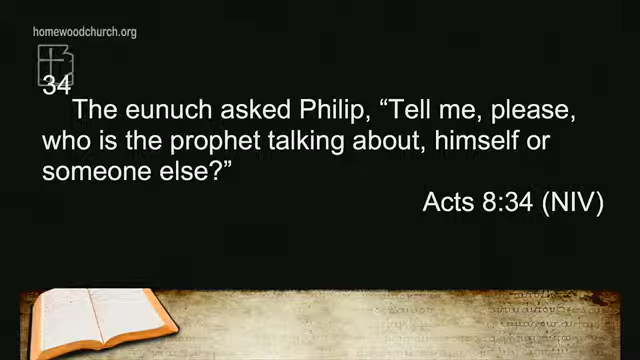 homewoodchurch.org
34
The eunuch asked Philip, “Tell me, please,
who is the prophet talking about, himself or
someone else?”
Acts 8:34 (NIV)